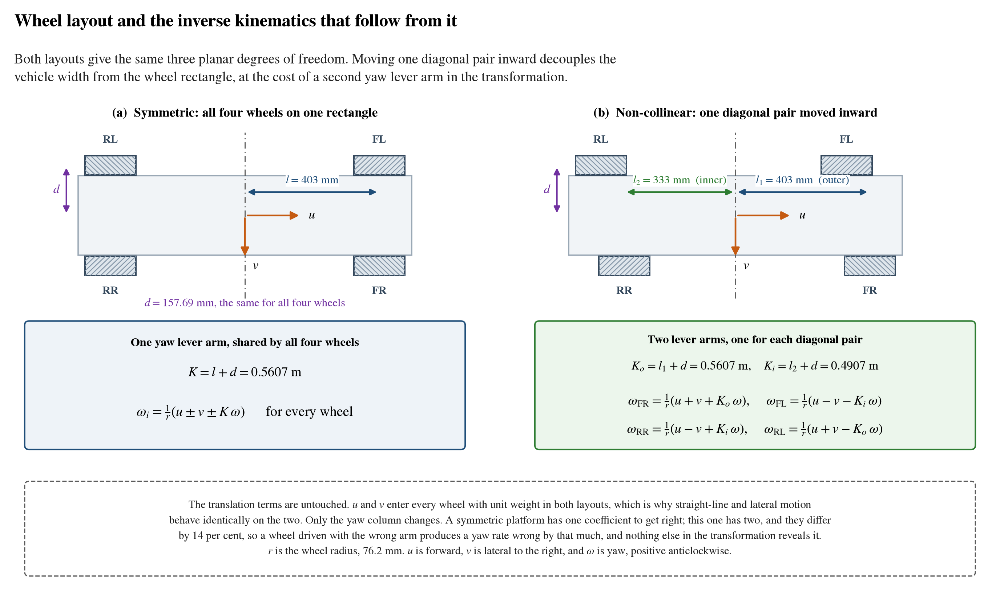 Wheel layout and the inverse kinematics that follow from it
Both layouts give the same three planar degrees of freedom. Moving one diagonal pair inward decouples the
vehicle width from the wheel rectangle, at the cost of a second yaw lever arm in the transformation.
(a) Symmetric: all four wheels on one rectangle
RL
FL
l = 403 mm
d
u
v
RR
FR
d = 157.69 mm, the same for all four wheels
(b) Non-collinear: one diagonal pair moved inward
RL
FL
l₂ = 333 mm (inner)
l₁ = 403 mm (outer)
d
u
v
RR
FR
One yaw lever arm, shared by all four wheels
K = l + d = 0.5607 m
ωᵢ = 1/r (u ± v ± K ω) for every wheel
Two lever arms, one for each diagonal pair
Kₒ = l₁ + d = 0.5607 m, Kᵢ = l₂ + d = 0.4907 m
ω_FR = 1/r (u + v + Kₒ ω), ω_FL = 1/r (u − v − Kᵢ ω)
ω_RR = 1/r (u − v + Kᵢ ω), ω_RL = 1/r (u + v − Kₒ ω)
The translation terms are untouched. u and v enter every wheel with unit weight in both layouts, which is why straight-line and lateral motion
behave identically on the two. Only the yaw column changes. A symmetric platform has one coefficient to get right; this one has two, and they differ
by 14 per cent, so a wheel driven with the wrong arm produces a yaw rate wrong by that much, and nothing else in the transformation reveals it.
r is the wheel radius, 76.2 mm. u is forward, v is lateral to the right, and ω is yaw, positive anticlockwise.